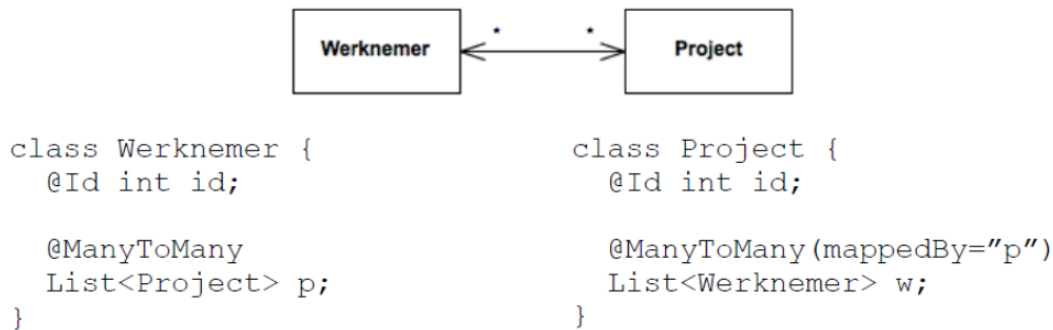 Werknemer * * Project
class Werknemer {
@Id int id;
@ManyToMany
List<Project> p;
}
class Project {
@Id int id;
@ManyToMany(mappedBy=”p”)
List<Werknemer> w;
}